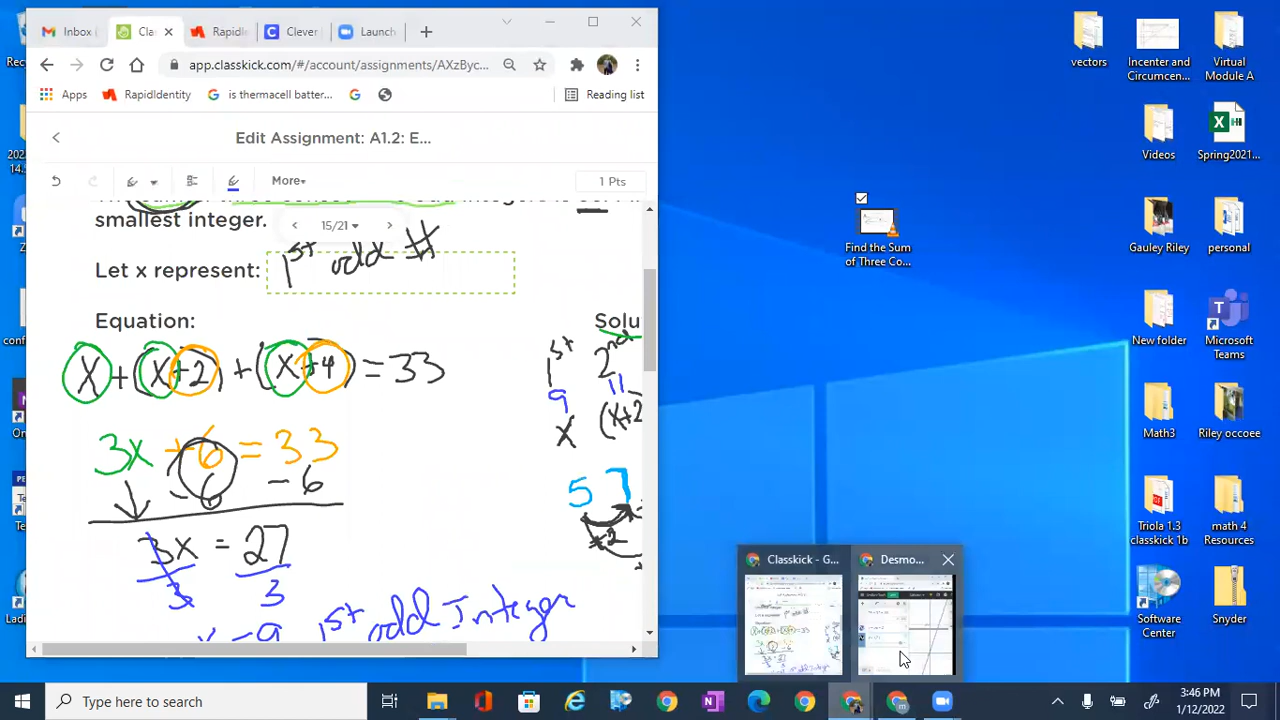 Inbox
Clas
Rapidle
Clever
Launch
app.classkick.com/#/account/assignments/AXzByc...
Apps
RapidIdentity
is thermacell batter...
Reading list
Edit Assignment: A1.2: E...
More
1 Pts
smallest integer.
15/21
Let x represent:
1st odd #
Equation:
Solu
x + (x+2) + (x+4) = 33
1st
2nd
9
11
x
(x+2
3x + 6 = 33
- 6
- 6
5
7
3x = 27
3
3
+2
1st odd Integer
vectors
Incenter and
Circumcen...
Virtual
Module A
Videos
Spring2021...
Find the Sum
of Three Co...
Gauley Riley
personal
New folder
Microsoft
Teams
Math3
Riley occoee
Triola 1.3
classkick 1b
math 4
Resources
Software
Center
Snyder
Classkick - G...
Desmo...
Type here to search
3:46 PM
1/12/2022